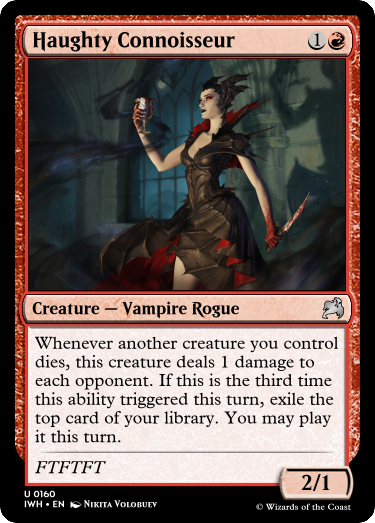 Haughty Connoisseur 1
Creature — Vampire Rogue
Whenever another creature you control
dies, this creature deals 1 damage to
each opponent. If this is the third time
this ability triggered this turn, exile the
top card of your library. You may play
it this turn.
FTFTFT
2/1
U 0160
IWH • EN Nikita Volobuev
© Wizards of the Coast